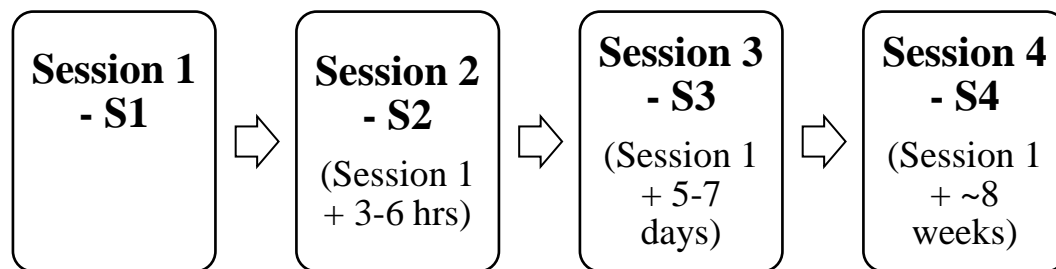 Session 1
- S1
Session 2
- S2
(Session 1
+ 3-6 hrs)
Session 3
- S3
(Session 1
+ 5-7
days)
Session 4
- S4
(Session 1
+ ~8
weeks)